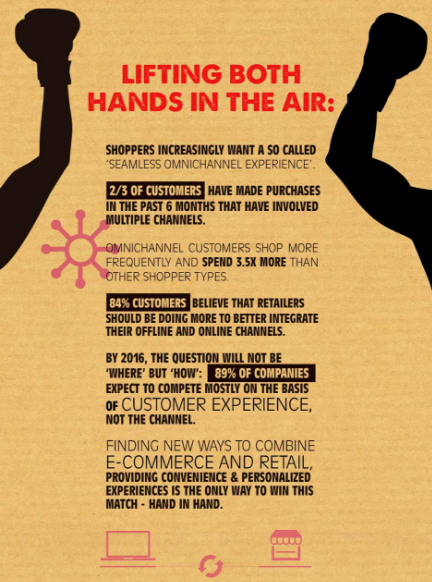 LIFTING BOTH
HANDS IN THE AIR:
SHOPPERS INCREASINGLY WANT A SO CALLED
'SEAMLESS OMNICHANNEL EXPERIENCE'.
2/3 OF CUSTOMERS HAVE MADE PURCHASES
IN THE PAST 6 MONTHS THAT HAVE INVOLVED
MULTIPLE CHANNELS.
OMNICHANNEL CUSTOMERS SHOP MORE
FREQUENTLY AND SPEND 3.5X MORE THAN
OTHER SHOPPER TYPES.
84% CUSTOMERS BELIEVE THAT RETAILERS
SHOULD BE DOING MORE TO BETTER INTEGRATE
THEIR OFFLINE AND ONLINE CHANNELS.
BY 2016, THE QUESTION WILL NOT BE
'WHERE' BUT 'HOW': 89% OF COMPANIES
EXPECT TO COMPETE MOSTLY ON THE BASIS
OF CUSTOMER EXPERIENCE,
NOT THE CHANNEL.
FINDING NEW WAYS TO COMBINE
E-COMMERCE AND RETAIL,
PROVIDING CONVENIENCE & PERSONALIZED
EXPERIENCES IS THE ONLY WAY TO WIN THIS
MATCH - HAND IN HAND.